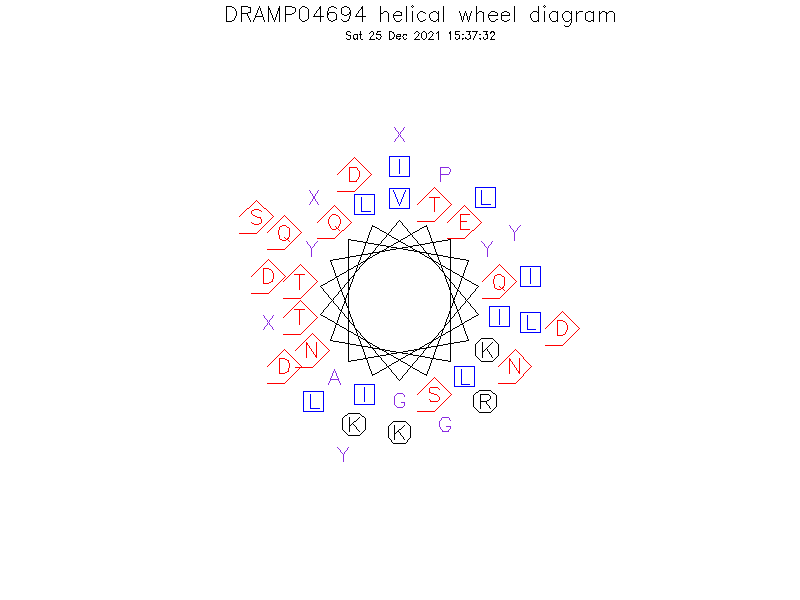 DRAMP04694 helical wheel diagram
Sat 25 Dec 2021 15:37:32
X
I
D P
X L V T L
S Q Q E
Y Y Y
D T Q I
X T I L D
D N K N
A L
L I G S R
K K G
Y